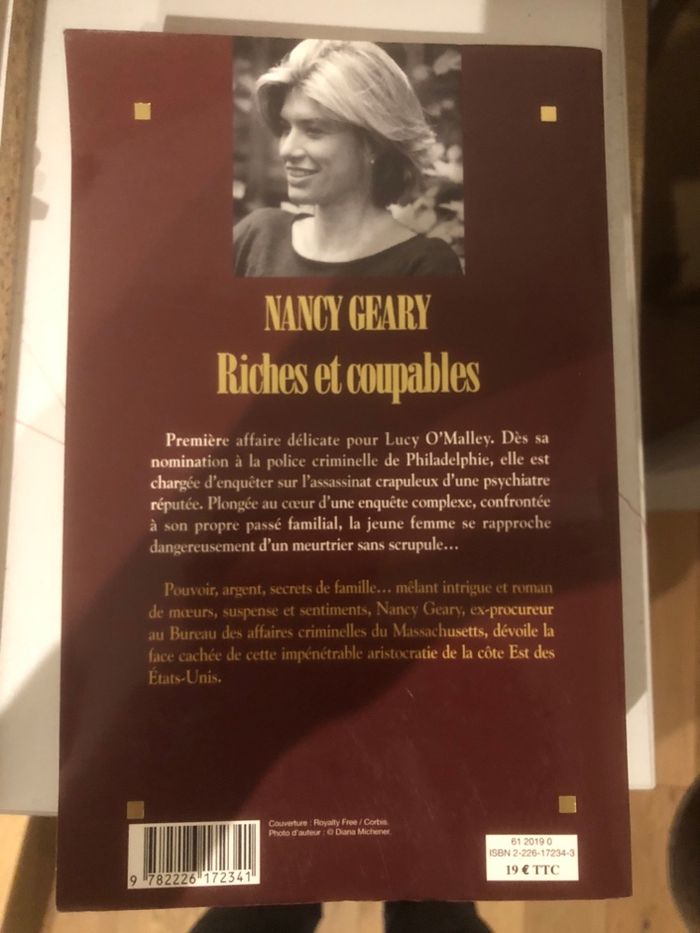 NANCY GEARY
Riches et coupables
Première affaire délicate pour Lucy O'Malley. Dès sa
nomination à la police criminelle de Philadelphie, elle est
chargée d'enquêter sur l'assassinat crapuleux d'une psychiatre
réputée. Plongée au cœur d'une enquête complexe, confrontée
à son propre passé familial, la jeune femme se rapproche
dangereusement d'un meurtrier sans scrupule…
Pouvoir, argent, secrets de famille… mêlant intrigue et roman
de mœurs, suspense et sentiments, Nancy Geary, ex-procureur
au Bureau des affaires criminelles du Massachusetts, dévoile la
face cachée de cette impénétrable aristocratie de la côte Est des
États-Unis.
Couverture : Royalty Free / Corbis.
Photo d'auteur : © Diana Michener.
9 782226 172341
61 2019 0
ISBN 2-226-17234-3
19 € TTC